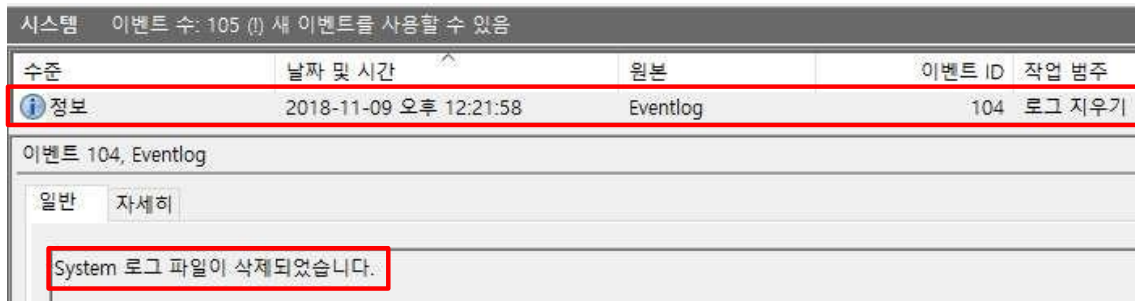 시스템 이벤트 수: 105 (!) 새 이벤트를 사용할 수 있음
수준 날짜 및 시간 원본 이벤트 ID 작업 범주
정보 2018-11-09 오후 12:21:58 Eventlog 104 로그 지우기
이벤트 104, Eventlog
일반 자세히
System 로그 파일이 삭제되었습니다.